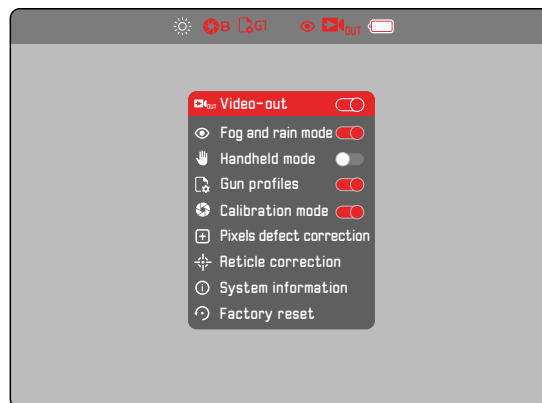 B G1 OUT
OUT Video-out
Fog and rain mode
Handheld mode
Gun profiles
Calibration mode
Pixels defect correction
Reticle correction
System information
Factory reset